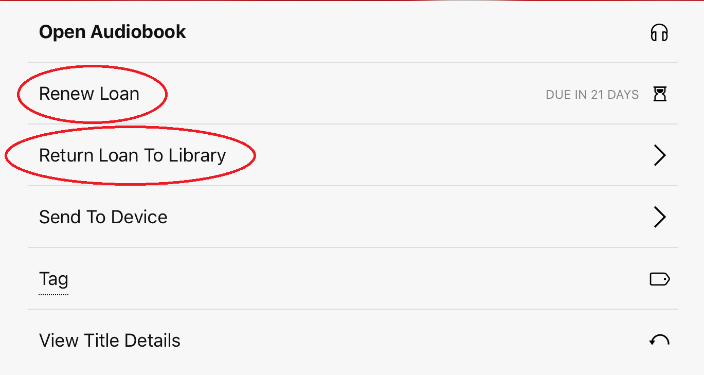 Open Audiobook
Renew Loan DUE IN 21 DAYS
Return Loan To Library
Send To Device
Tag
View Title Details